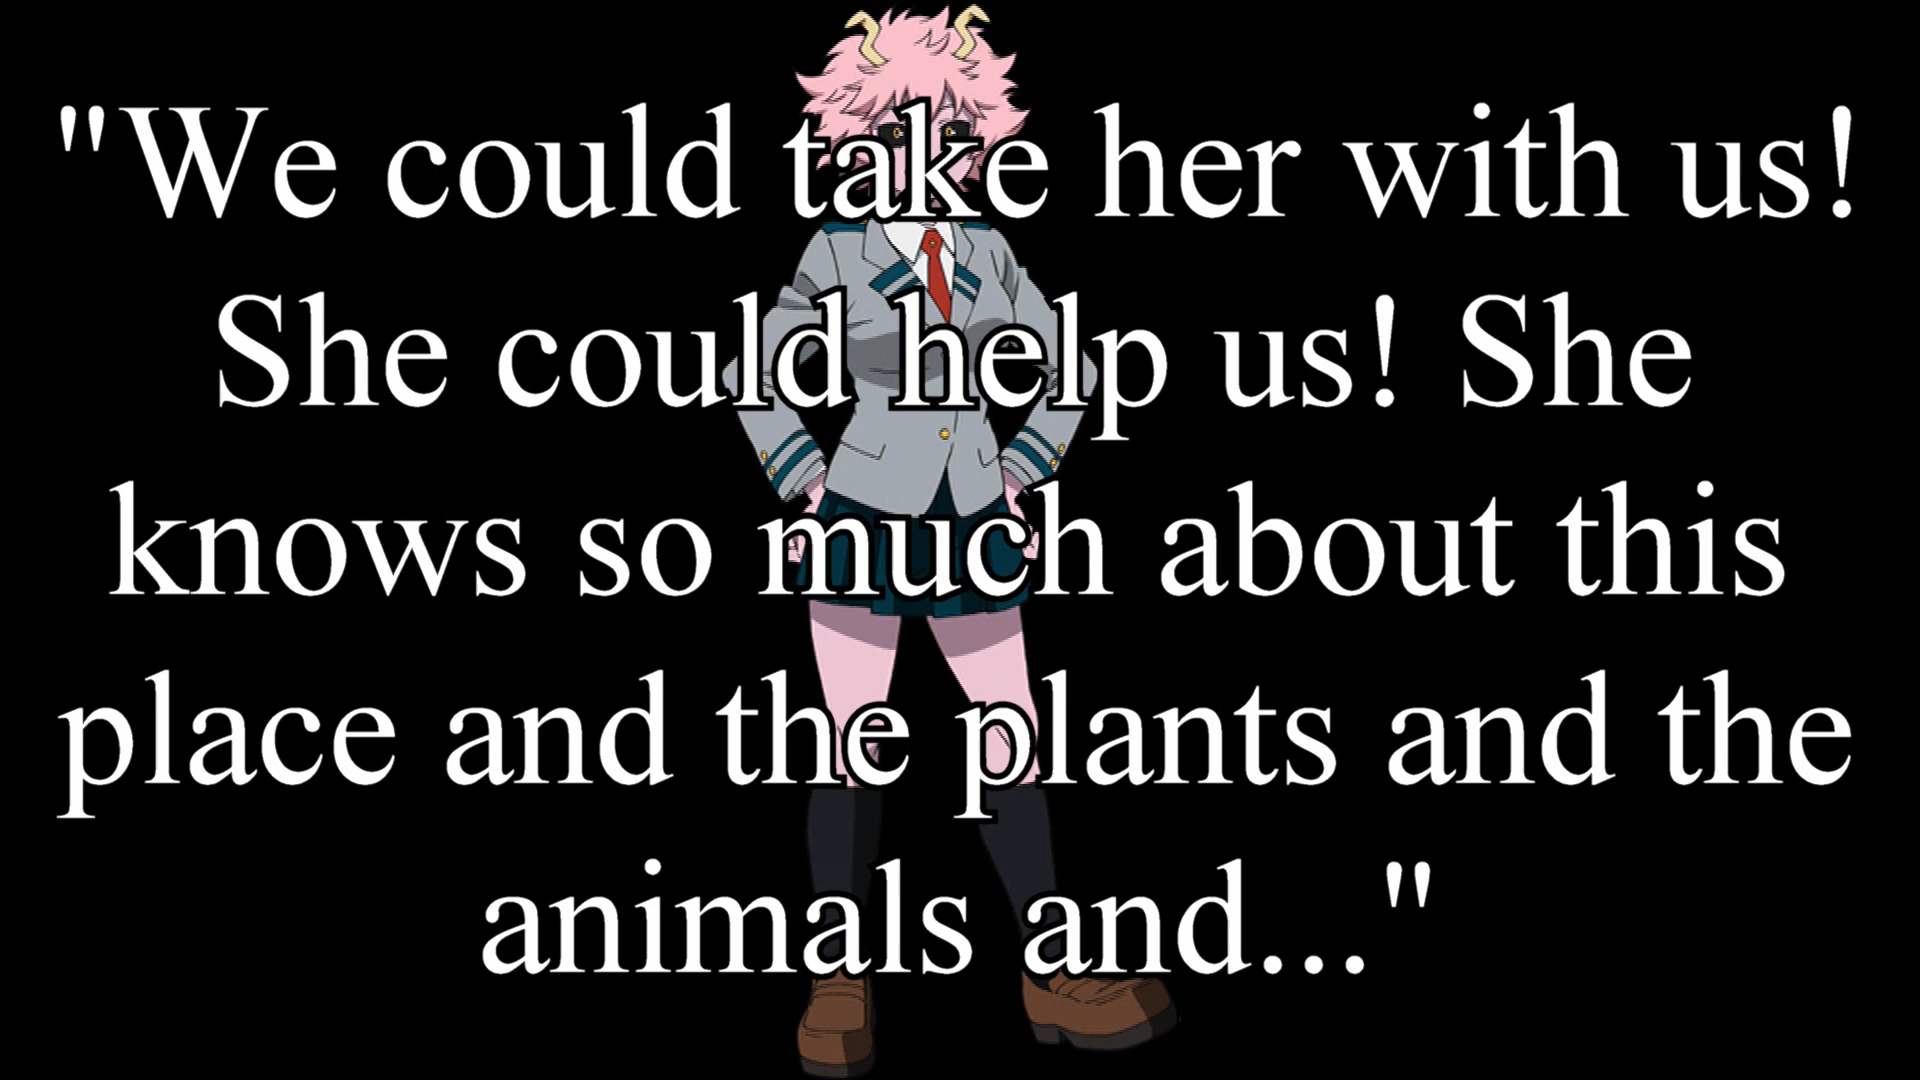 "We could take her with us!
She could help us! She
knows so much about this
place and the plants and the
animals and..."